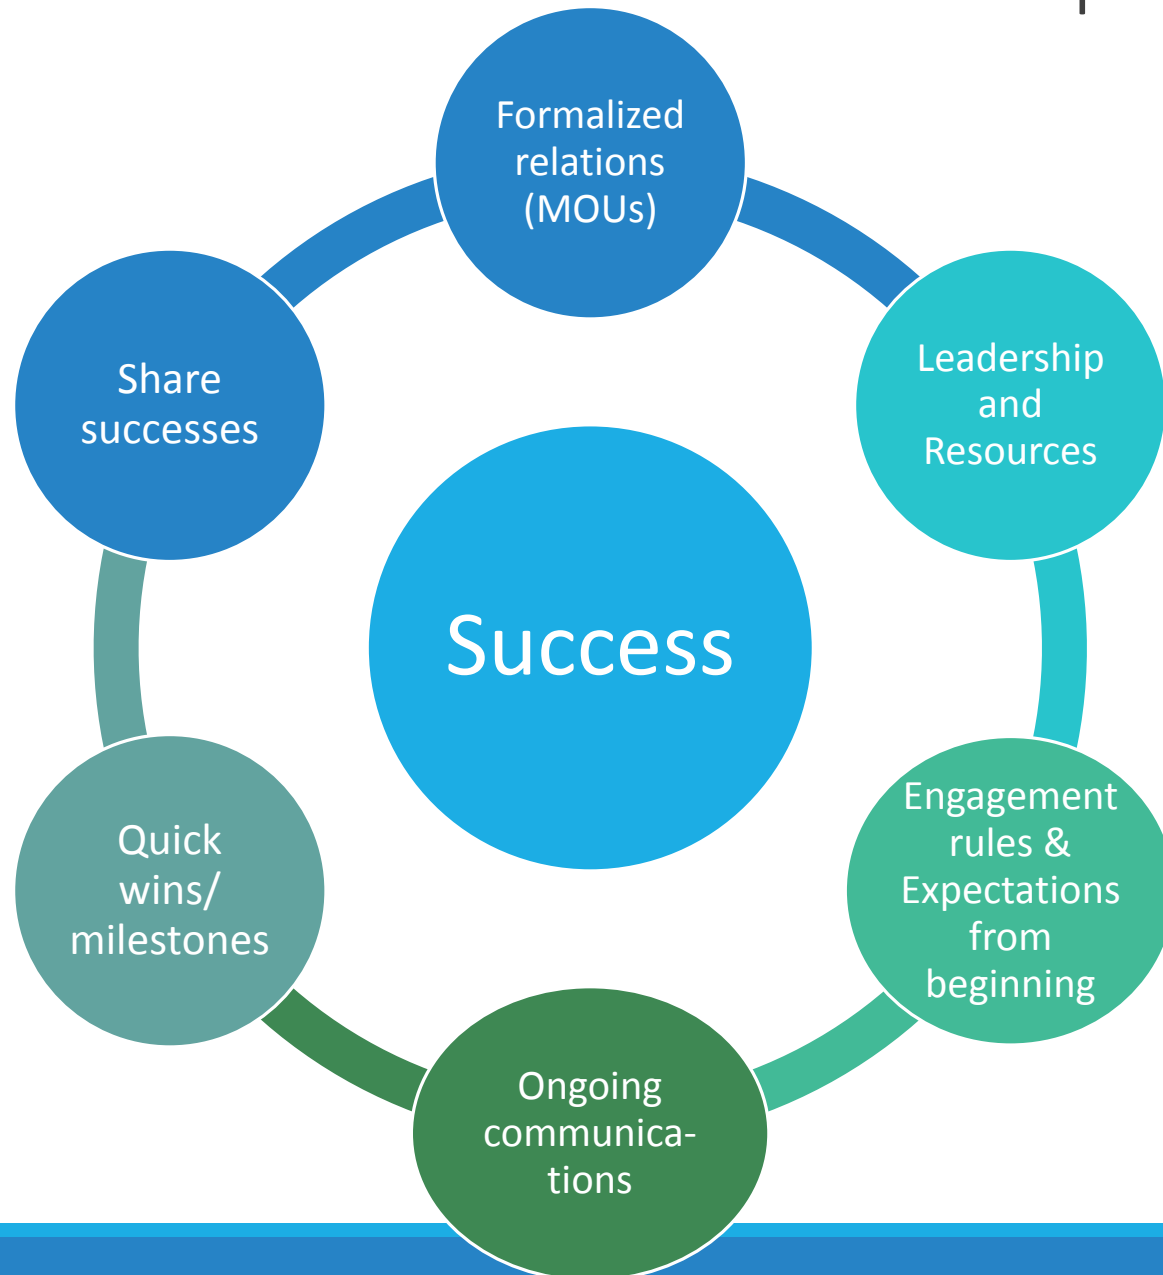 Formalized
relations
(MOUs)
Leadership
and
Resources
Engagement
rules &
Expectations
from
beginning
Ongoing
communica-
tions
Quick
wins/
milestones
Share
successes
Success